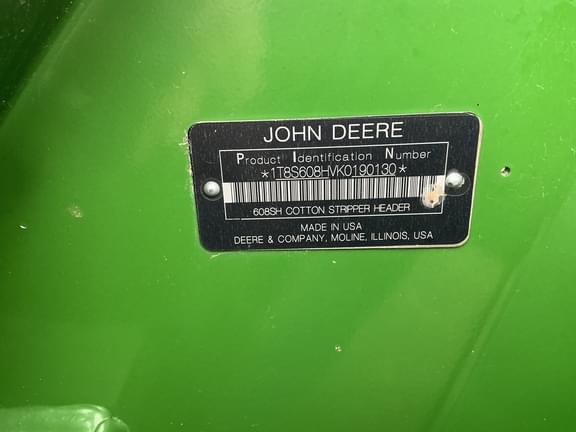 JOHN DEERE
Product Identification Number
*1T8S608HVK0190130*
608SH COTTON STRIPPER HEADER
MADE IN USA
DEERE & COMPANY, MOLINE, ILLINOIS, USA